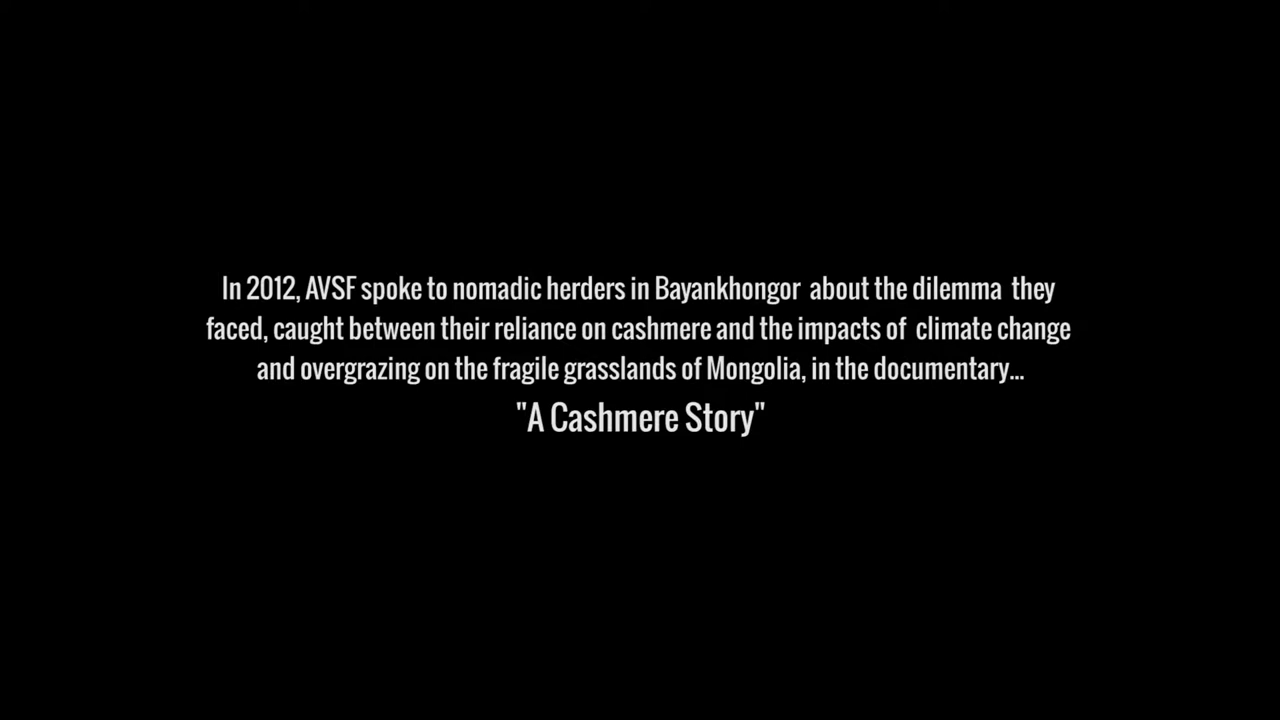 In 2012, AVSF spoke to nomadic herders in Bayankhongor about the dilemma they
faced, caught between their reliance on cashmere and the impacts of climate change
and overgrazing on the fragile grasslands of Mongolia, in the documentary...
"A Cashmere Story"